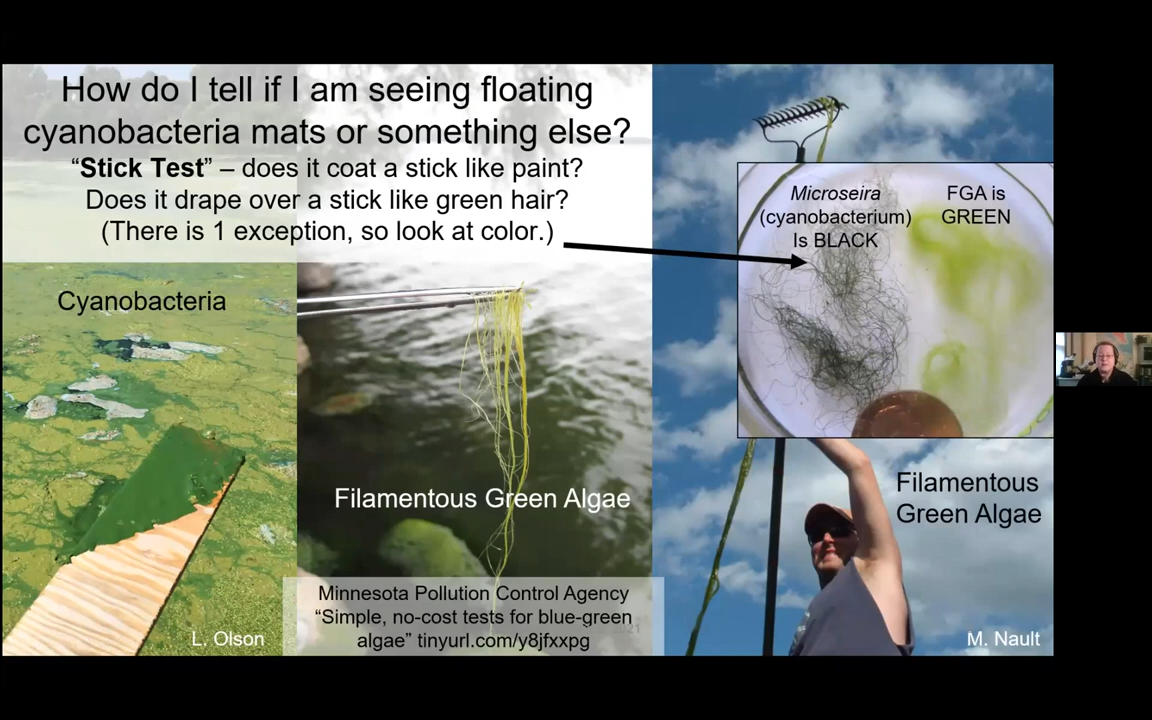 How do I tell if I am seeing floating
cyanobacteria mats or something else?
“Stick Test” – does it coat a stick like paint?
Does it drape over a stick like green hair?
(There is 1 exception, so look at color.)
Microseira
(cyanobacterium)
Is BLACK
FGA is
GREEN
Cyanobacteria
Filamentous Green Algae
Filamentous
Green Algae
Minnesota Pollution Control Agency
“Simple, no-cost tests for blue-green
algae” tinyurl.com/y8jfxxpg
L. Olson
M. Nault